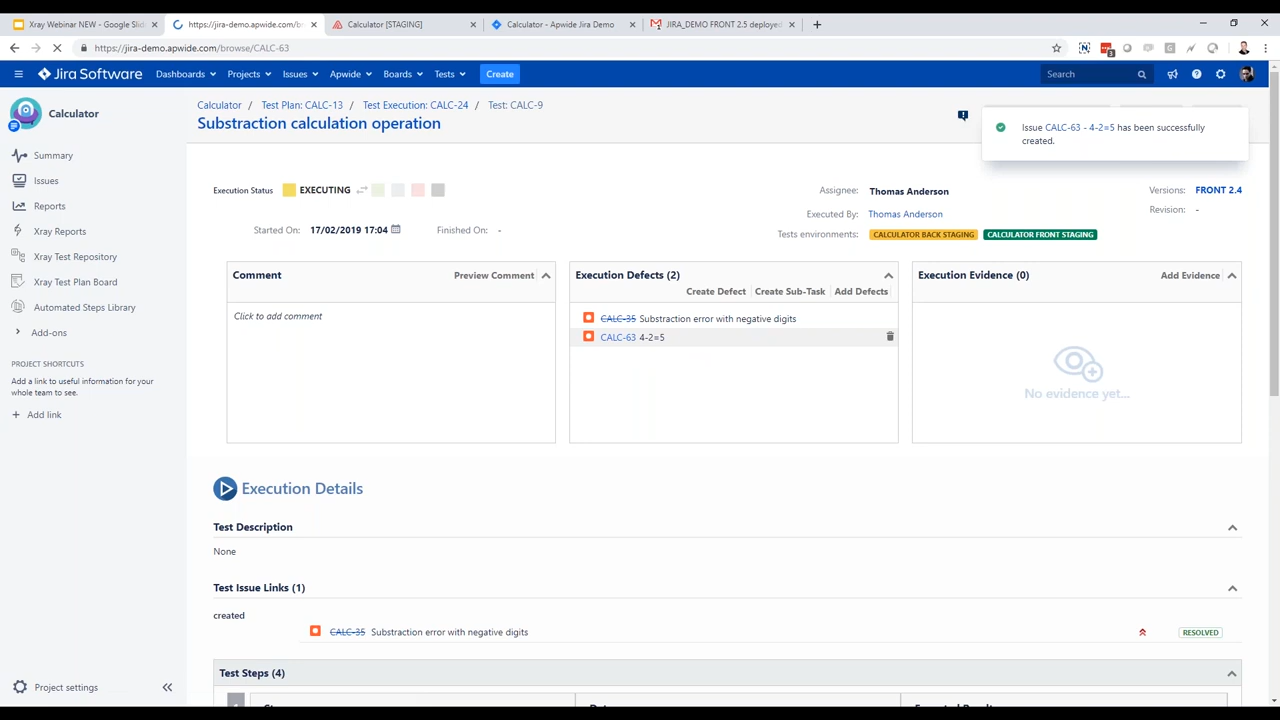 Xray Webinar NEW - Google Slid
https://jira-demo.apwide.com/br
Calculator [STAGING]
Calculator - Apwide Jira Demo
JIRA_DEMO FRONT 2.5 deployed
https://jira-demo.apwide.com/browse/CALC-63
3
Jira Software
Dashboards
Projects
Issues
Apwide
Boards
Tests
Create
Search
Calculator
Calculator / Test Plan: CALC-13 / Test Execution: CALC-24 / Test: CALC-9
Substraction calculation operation
Issue CALC-63 - 4-2=5 has been successfully
created.
Summary
Issues
Reports
Xray Reports
Xray Test Repository
Xray Test Plan Board
Automated Steps Library
Add-ons
PROJECT SHORTCUTS
Add a link to useful information for your
whole team to see.
Add link
Project settings
Execution Status EXECUTING
Started On: 17/02/2019 17:04 Finished On: -
Assignee: Thomas Anderson
Executed By: Thomas Anderson
Tests environments: CALCULATOR BACK STAGING CALCULATOR FRONT STAGING
Versions: FRONT 2.4
Revision: -
Comment Preview Comment
Click to add comment
Execution Defects (2)
Create Defect Create Sub-Task Add Defects
CALC-35 Substraction error with negative digits
CALC-63 4-2=5
Execution Evidence (0) Add Evidence
No evidence yet...
Execution Details
Test Description
None
Test Issue Links (1)
created
CALC-35 Substraction error with negative digits RESOLVED
Test Steps (4)